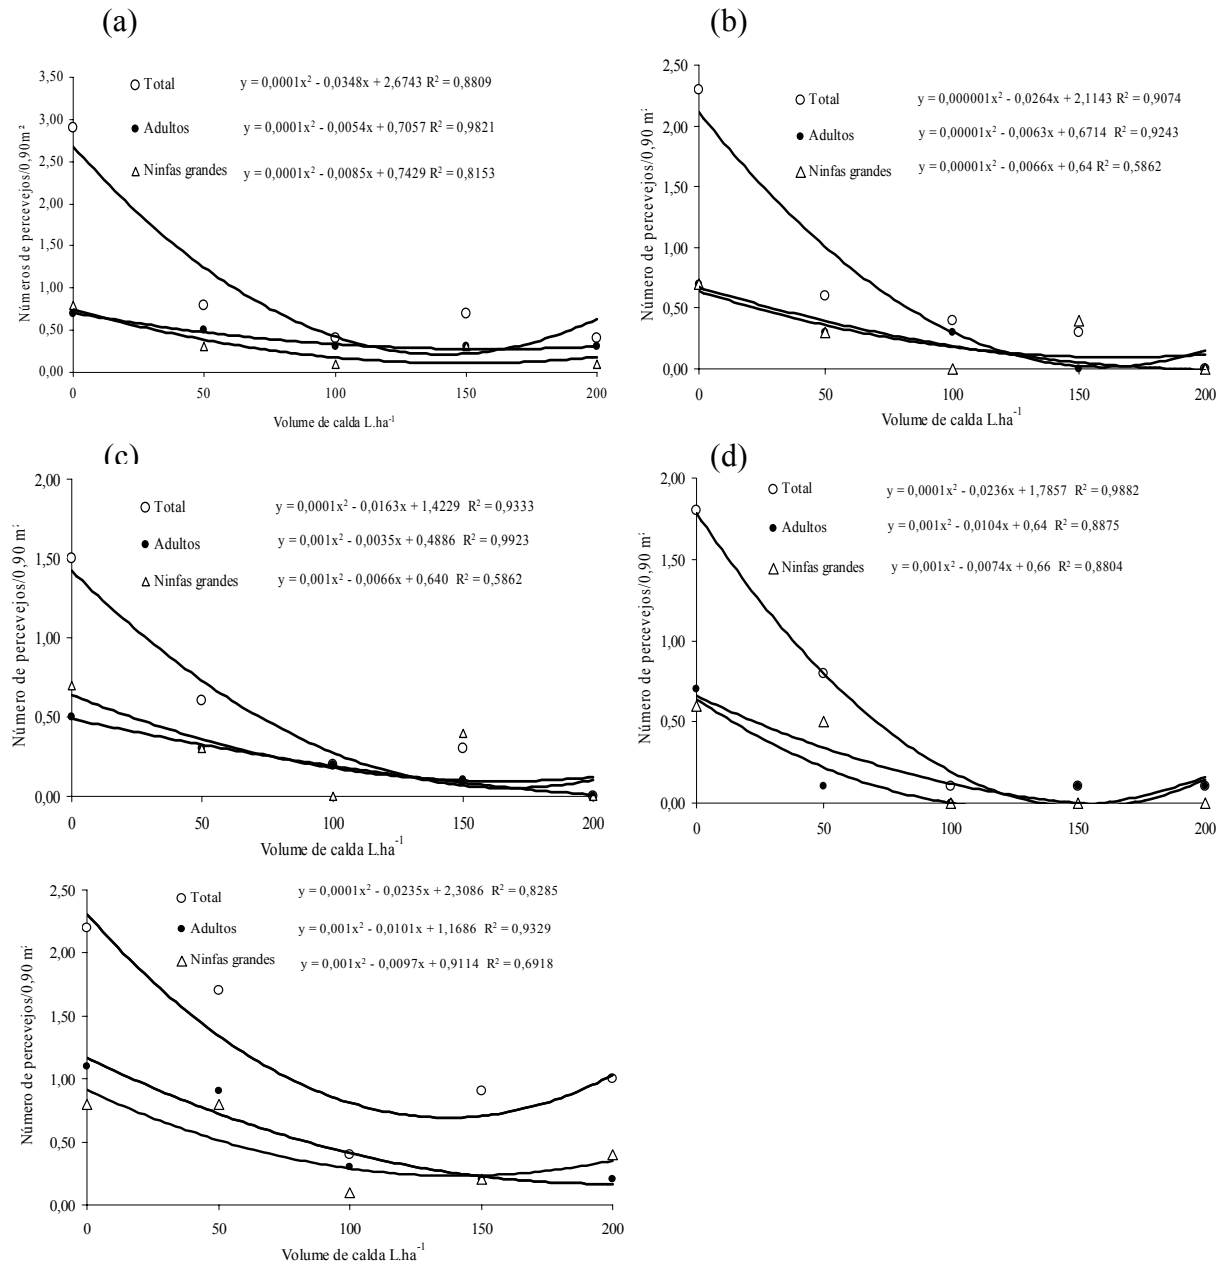 (a)
3,50
3,00
2,50
2,00
1,50
1,00
0,50
0,00
Números de percevejos/0,90m²
Total y = 0,0001x² - 0,0348x + 2,6743 R² = 0,8809
Adultos y = 0,0001x² - 0,0054x + 0,7057 R² = 0,9821
Ninfas grandes y = 0,0001x² - 0,0085x + 0,7429 R² = 0,8153
0 50 100 150 200
Volume de calda L.ha⁻¹
(b)
2,50
2,00
1,50
1,00
0,50
0,00
Número de percevejos/0,90 m²
Total y = 0,000001x² - 0,0264x + 2,1143 R² = 0,9074
Adultos y = 0,00001x² - 0,0063x + 0,6714 R² = 0,9243
Ninfas grandes y = 0,00001x² - 0,0066x + 0,64 R² = 0,5862
0 50 100 150 200
Volume de calda L.ha⁻¹
(c)
2,00
1,50
1,00
0,50
0,00
Número de percevejos/0,90 m²
Total y = 0,0001x² - 0,0163x + 1,4229 R² = 0,9333
Adultos y = 0,001x² - 0,0035x + 0,4886 R² = 0,9923
Ninfas grandes y = 0,001x² - 0,0066x + 0,640 R² = 0,5862
0 50 100 150 200
Volume de calda L.ha⁻¹
(d)
2,00
1,50
1,00
0,50
0,00
Número de percevejos/0,90 m²
Total y = 0,0001x² - 0,0236x + 1,7857 R² = 0,9882
Adultos y = 0,001x² - 0,0104x + 0,64 R² = 0,8875
Ninfas grandes y = 0,001x² - 0,0074x + 0,66 R² = 0,8804
0 50 100 150 200
2,50
2,00
1,50
1,00
0,50
0,00
Número de percevejos/0,90 m²
Total y = 0,0001x² - 0,0235x + 2,3086 R² = 0,8285
Adultos y = 0,001x² - 0,0101x + 1,1686 R² = 0,9329
Ninfas grandes y = 0,001x² - 0,0097x + 0,9114 R² = 0,6918
0 50 100 150 200
Volume de calda L.ha⁻¹